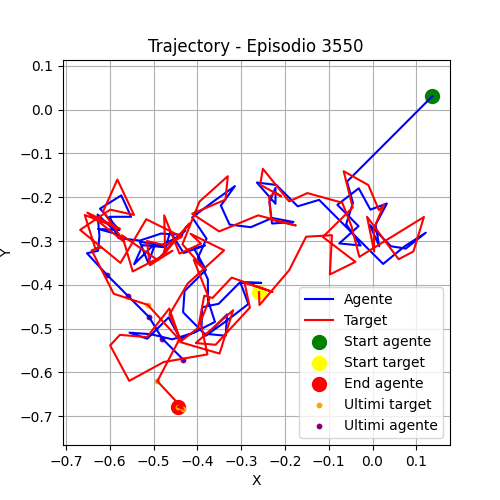 Trajectory - Episodio 3550
0.1
0.0
−0.1
−0.2
−0.3
−0.4
−0.5
−0.6
−0.7
Y
−0.7 −0.6 −0.5 −0.4 −0.3 −0.2 −0.1 0.0 0.1
X
Agente
Target
Start agente
Start target
End agente
Ultimi target
Ultimi agente